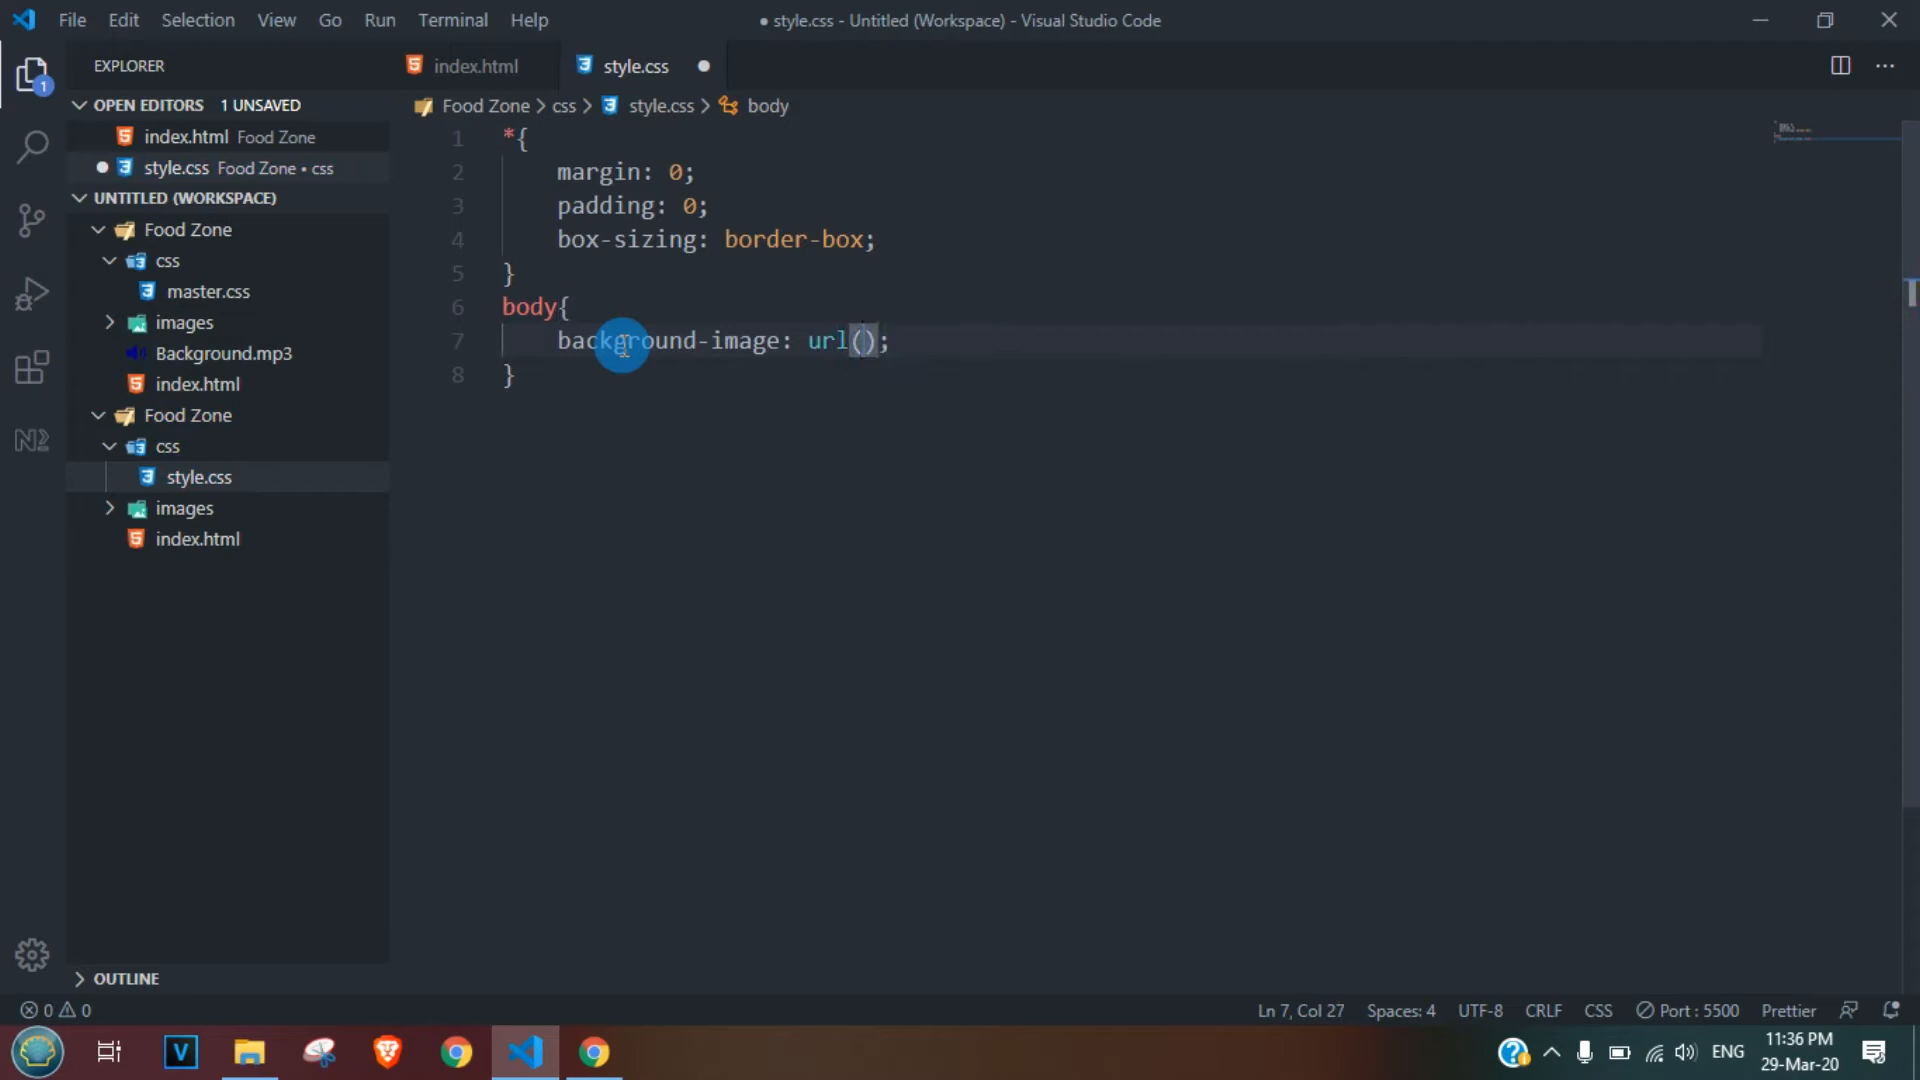 File Edit Selection View Go Run Terminal Help
● style.css - Untitled (Workspace) - Visual Studio Code
EXPLORER
index.html
style.css ●
OPEN EDITORS 1 UNSAVED
index.html Food Zone
● style.css Food Zone • css
UNTITLED (WORKSPACE)
Food Zone
css
master.css
images
Background.mp3
index.html
Food Zone
css
style.css
images
index.html
OUTLINE
Food Zone > css > style.css > body
1 *{
2 margin: 0;
3 padding: 0;
4 box-sizing: border-box;
5 }
6 body{
7 background-image: url();
8 }
1
0 0
Ln 7, Col 27 Spaces: 4 UTF-8 CRLF CSS Port : 5500 Prettier
V
ENG
11:36 PM
29-Mar-20